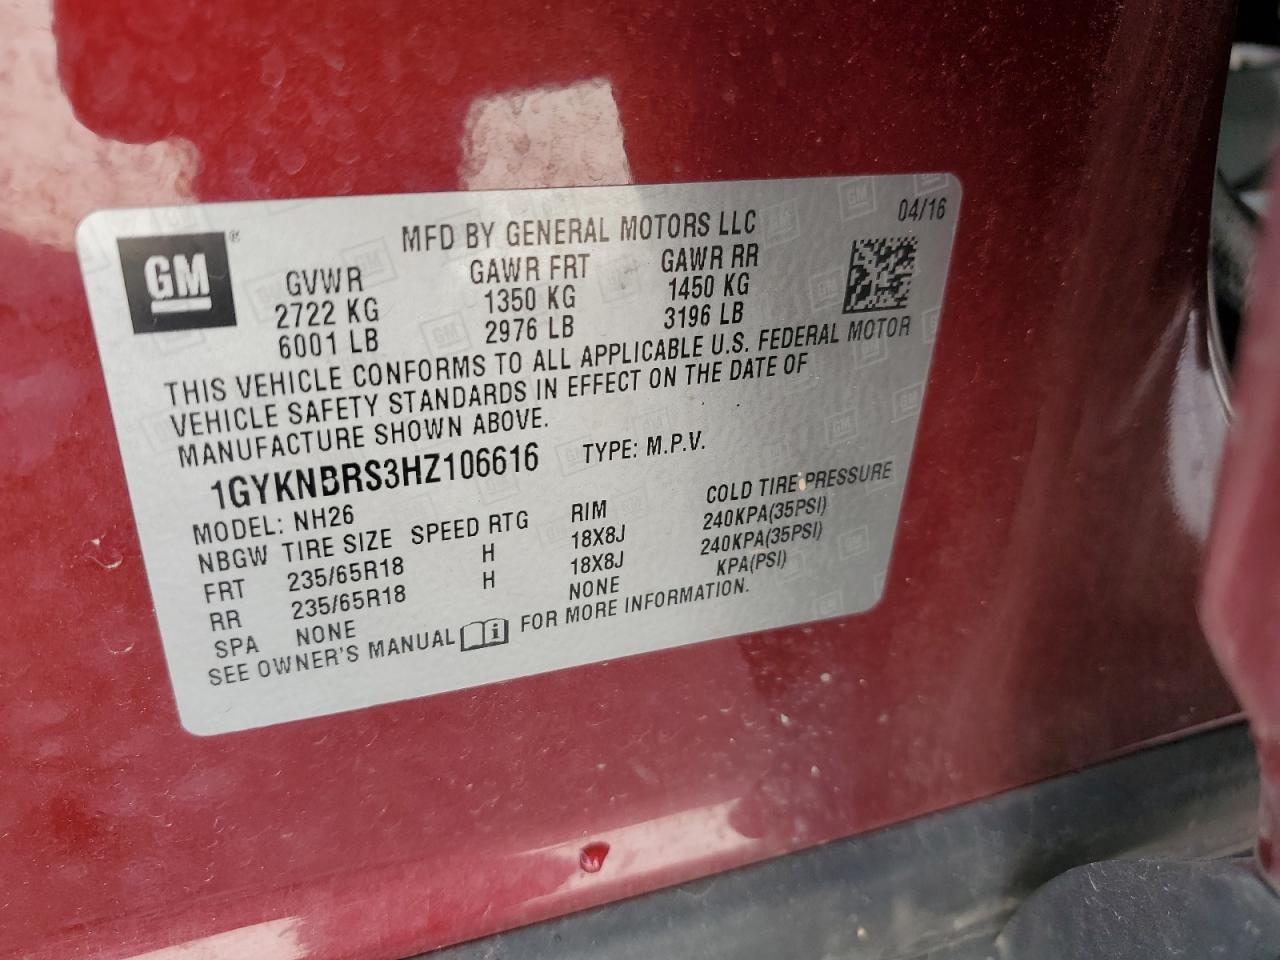 GM®
MFD BY GENERAL MOTORS LLC
04/16
GVWR GAWR FRT GAWR RR
2722 KG 1350 KG 1450 KG
6001 LB 2976 LB 3196 LB
THIS VEHICLE CONFORMS TO ALL APPLICABLE U.S. FEDERAL MOTOR
VEHICLE SAFETY STANDARDS IN EFFECT ON THE DATE OF
MANUFACTURE SHOWN ABOVE.
1GYKNBRS3HZ106616 TYPE: M.P.V.
MODEL: NH26
NBGW TIRE SIZE SPEED RTG RIM COLD TIRE PRESSURE
FRT 235/65R18 H 18X8J 240KPA(35PSI)
RR 235/65R18 H 18X8J 240KPA(35PSI)
SPA NONE NONE KPA(PSI)
SEE OWNER'S MANUAL FOR MORE INFORMATION.